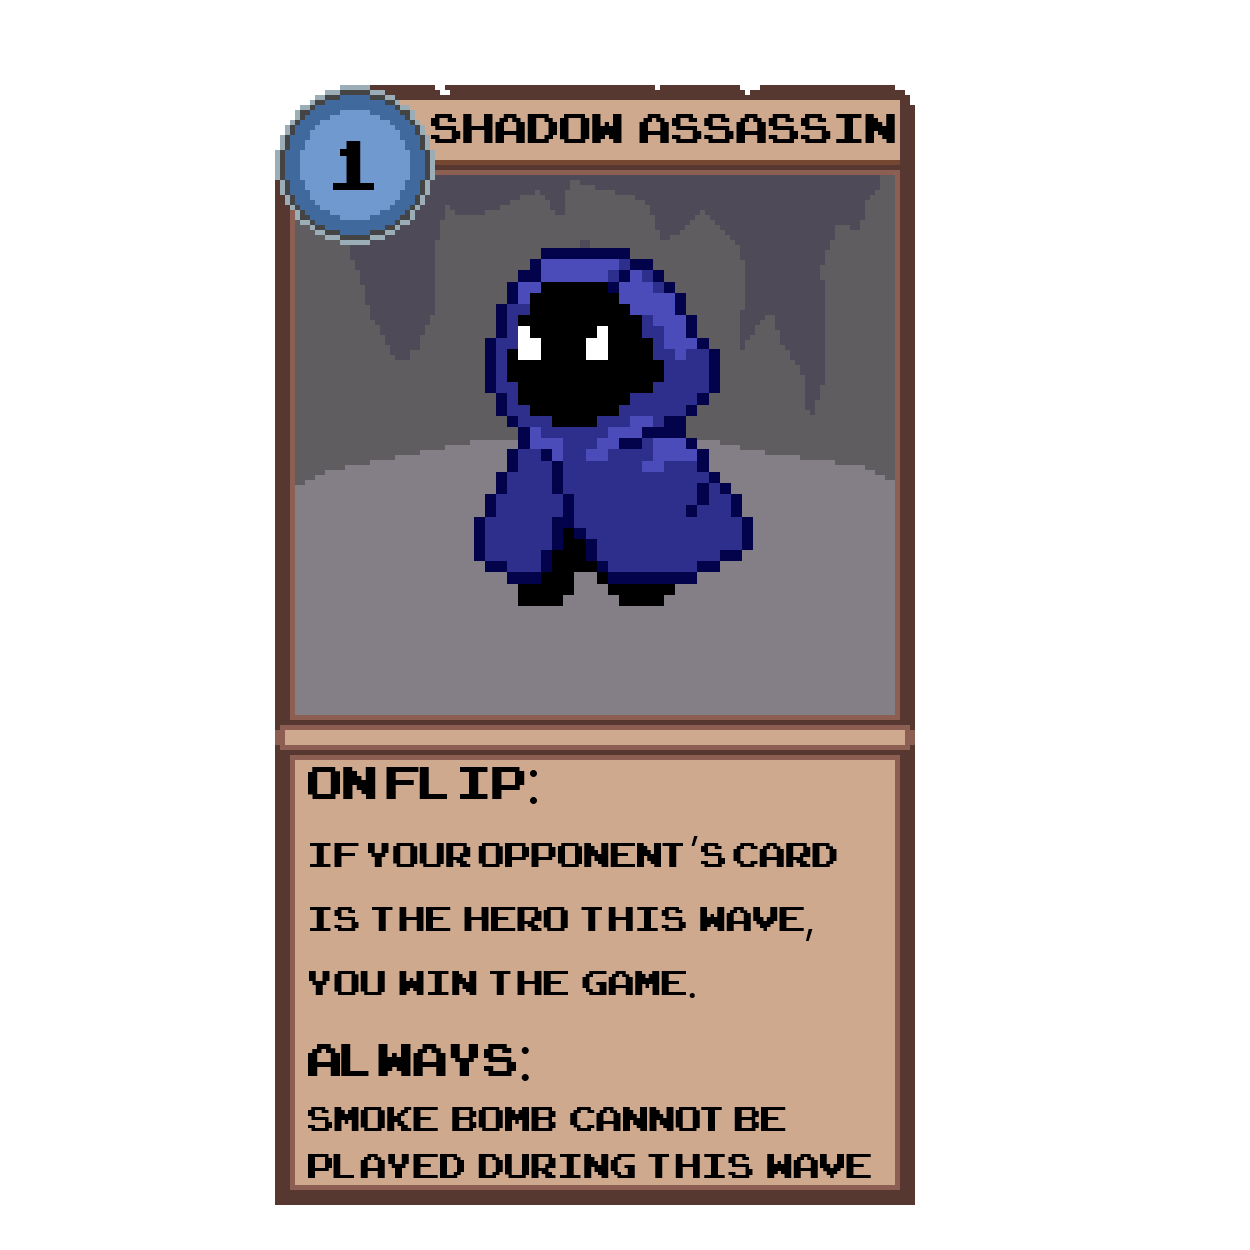 1
SHADOW ASSASSIN
ON FLIP:
IF YOUR OPPONENT'S CARD
IS THE HERO THIS WAVE,
YOU WIN THE GAME.
ALWAYS:
SMOKE BOMB CANNOT BE
PLAYED DURING THIS WAVE